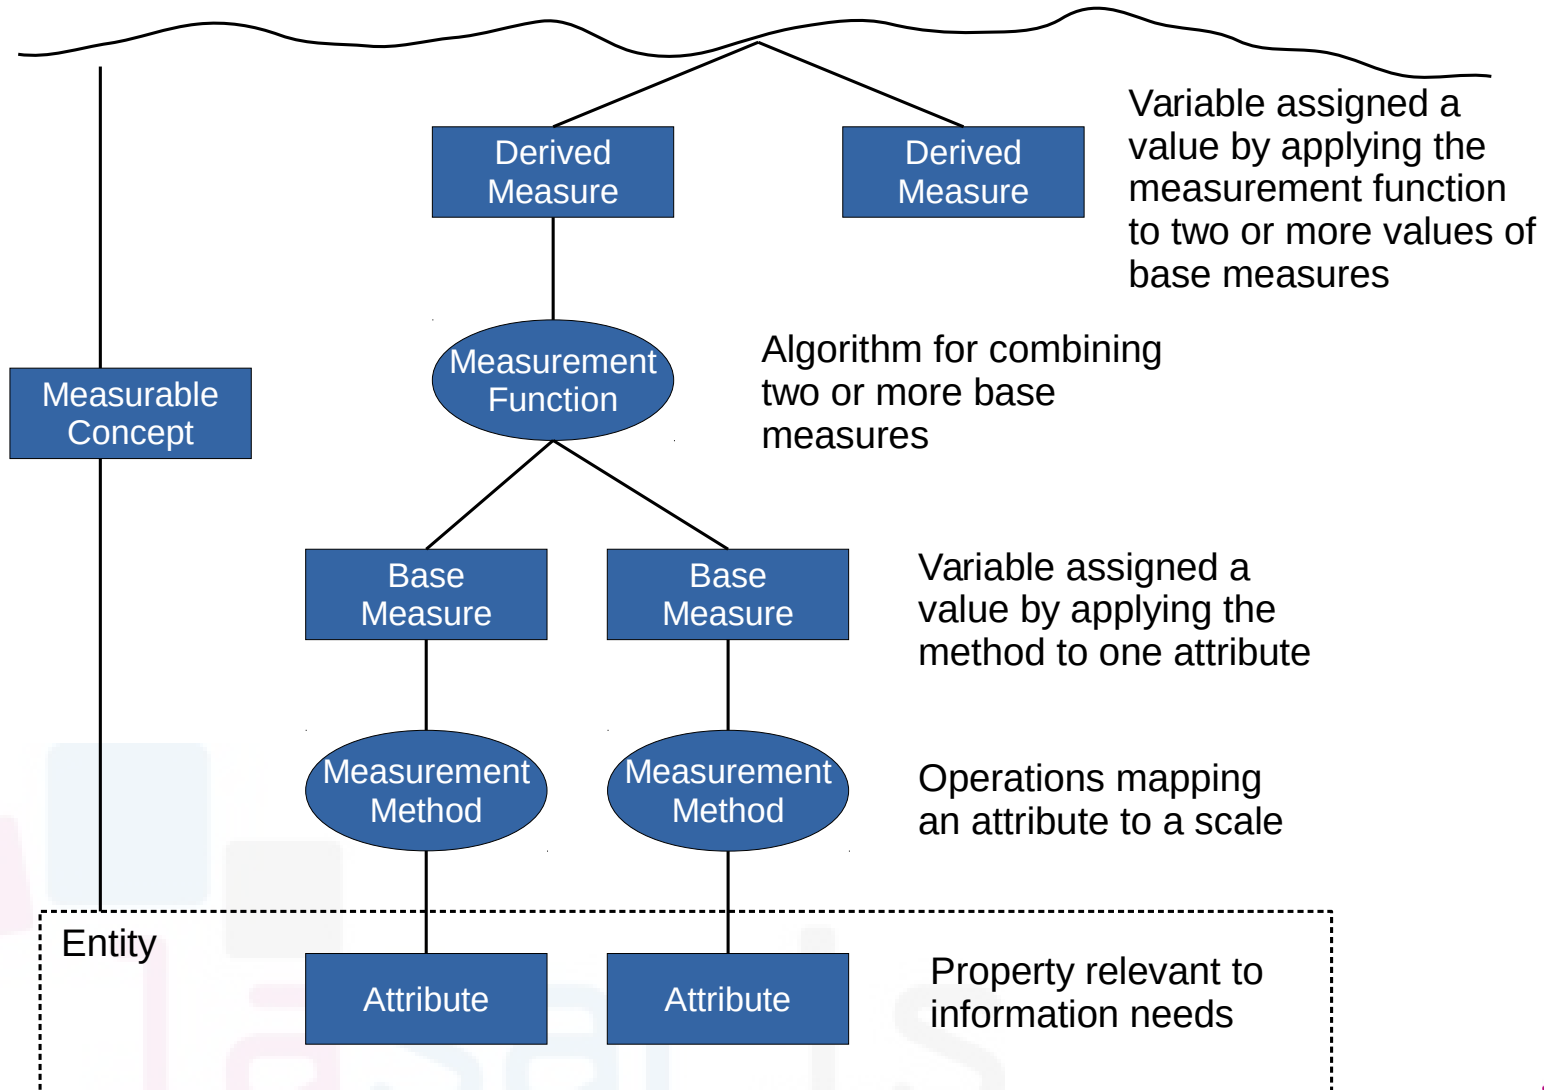 Derived
Measure
Derived
Measure
Variable assigned a
value by applying the
measurement function
to two or more values of
base measures
Measurement
Function
Algorithm for combining
two or more base
measures
Measurable
Concept
Base
Measure
Base
Measure
Variable assigned a
value by applying the
method to one attribute
Measurement
Method
Measurement
Method
Operations mapping
an attribute to a scale
Entity
Attribute
Attribute
Property relevant to
information needs